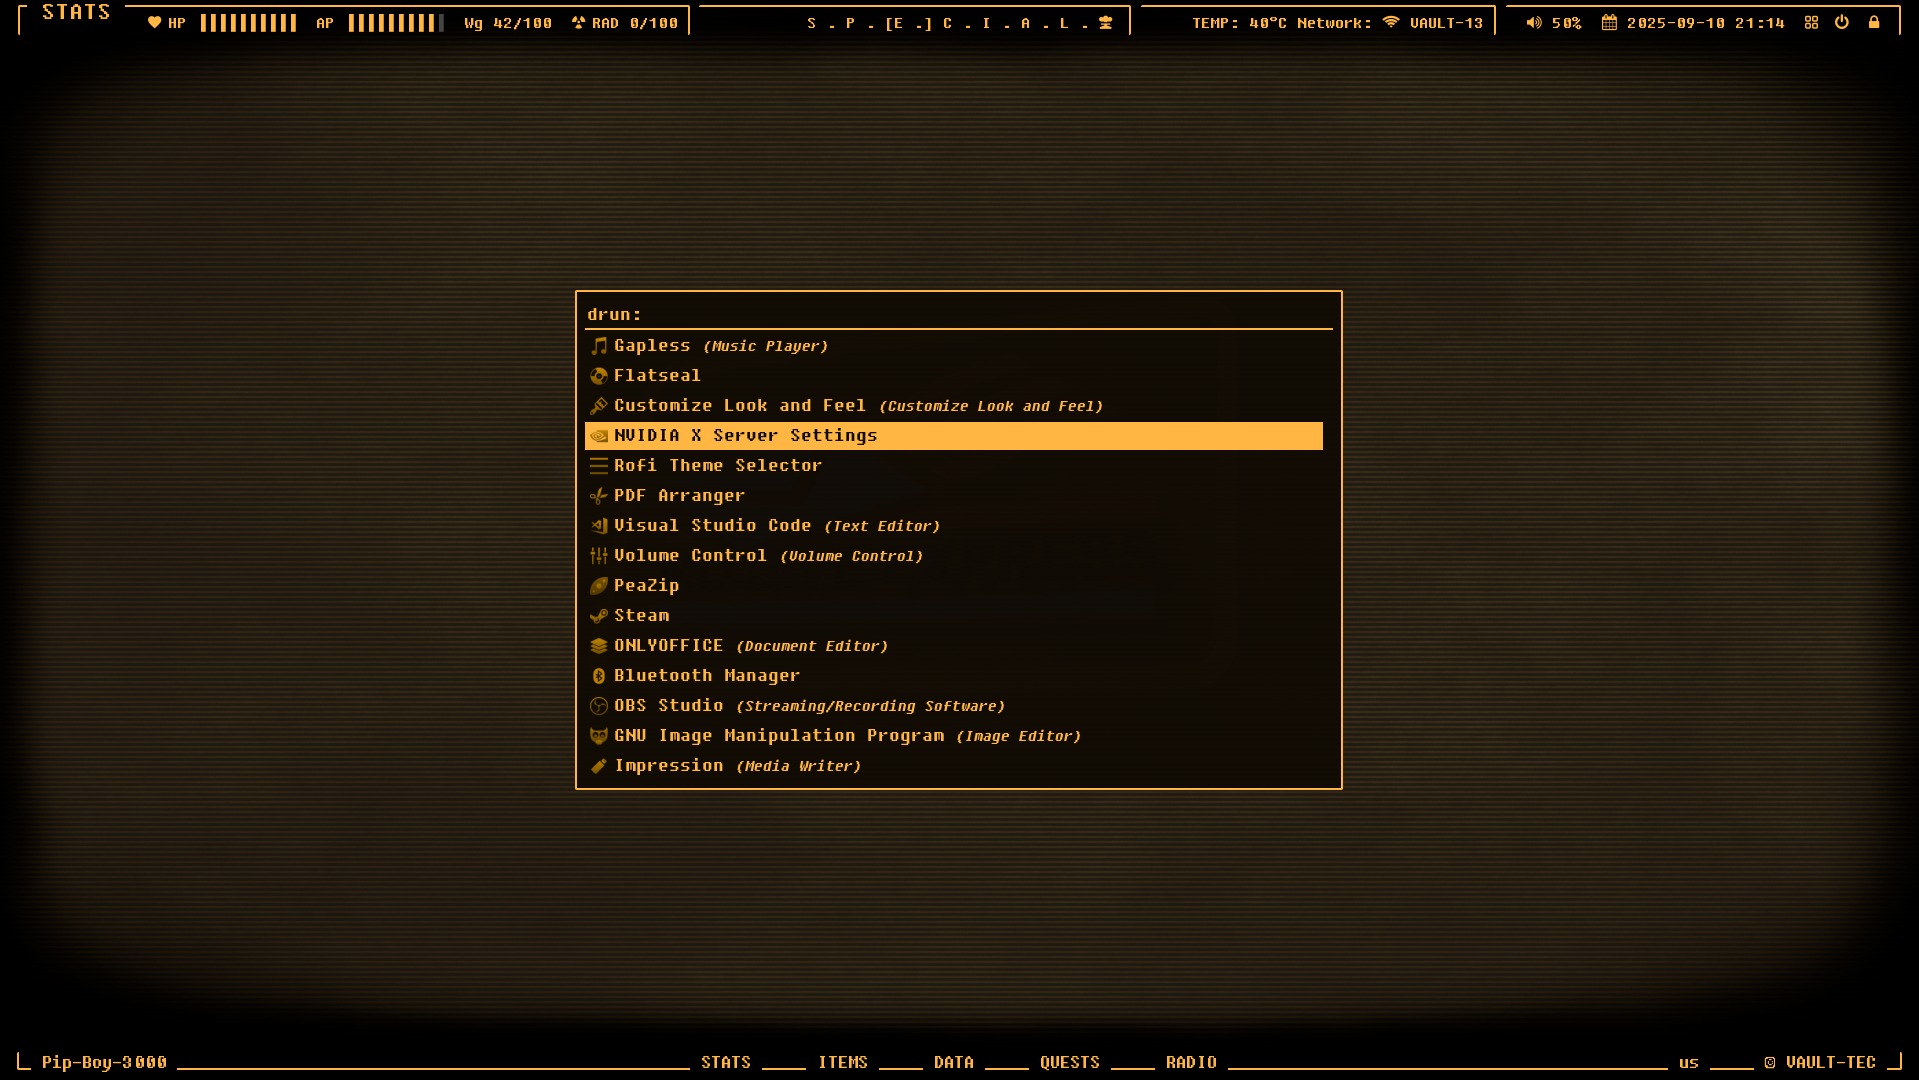 STATS HP AP Wg 42/100 RAD 0/100 S . P . [E .] C . I . A . L . TEMP: 40°C Network: VAULT-13 50% 2025-09-10 21:14
drun:
Gapless (Music Player)
Flatseal
Customize Look and Feel (Customize Look and Feel)
NVIDIA X Server Settings
Rofi Theme Selector
PDF Arranger
Visual Studio Code (Text Editor)
Volume Control (Volume Control)
PeaZip
Steam
ONLYOFFICE (Document Editor)
Bluetooth Manager
OBS Studio (Streaming/Recording Software)
GNU Image Manipulation Program (Image Editor)
Impression (Media Writer)
Pip-Boy-3000 STATS ITEMS DATA QUESTS RADIO us VAULT-TEC